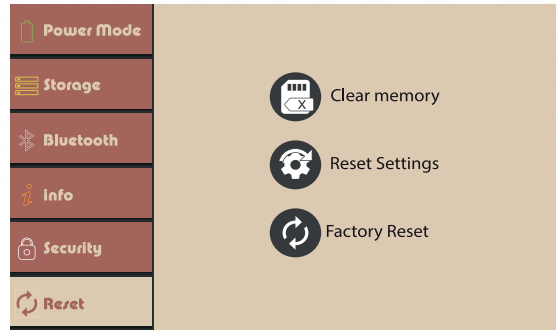 Power Mode
Storage
Bluetooth
info
Security
Reset
Clear memory
X
Reset Settings
Factory Reset